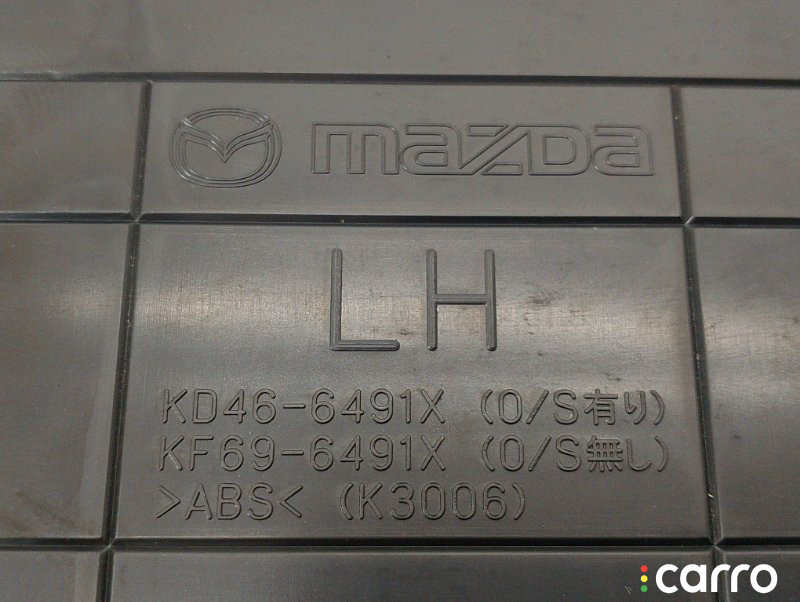 mazda
LH
KD46-6491X (O/S有り)
KF69-6491X (O/S無し)
>ABS< (K3006)
carro